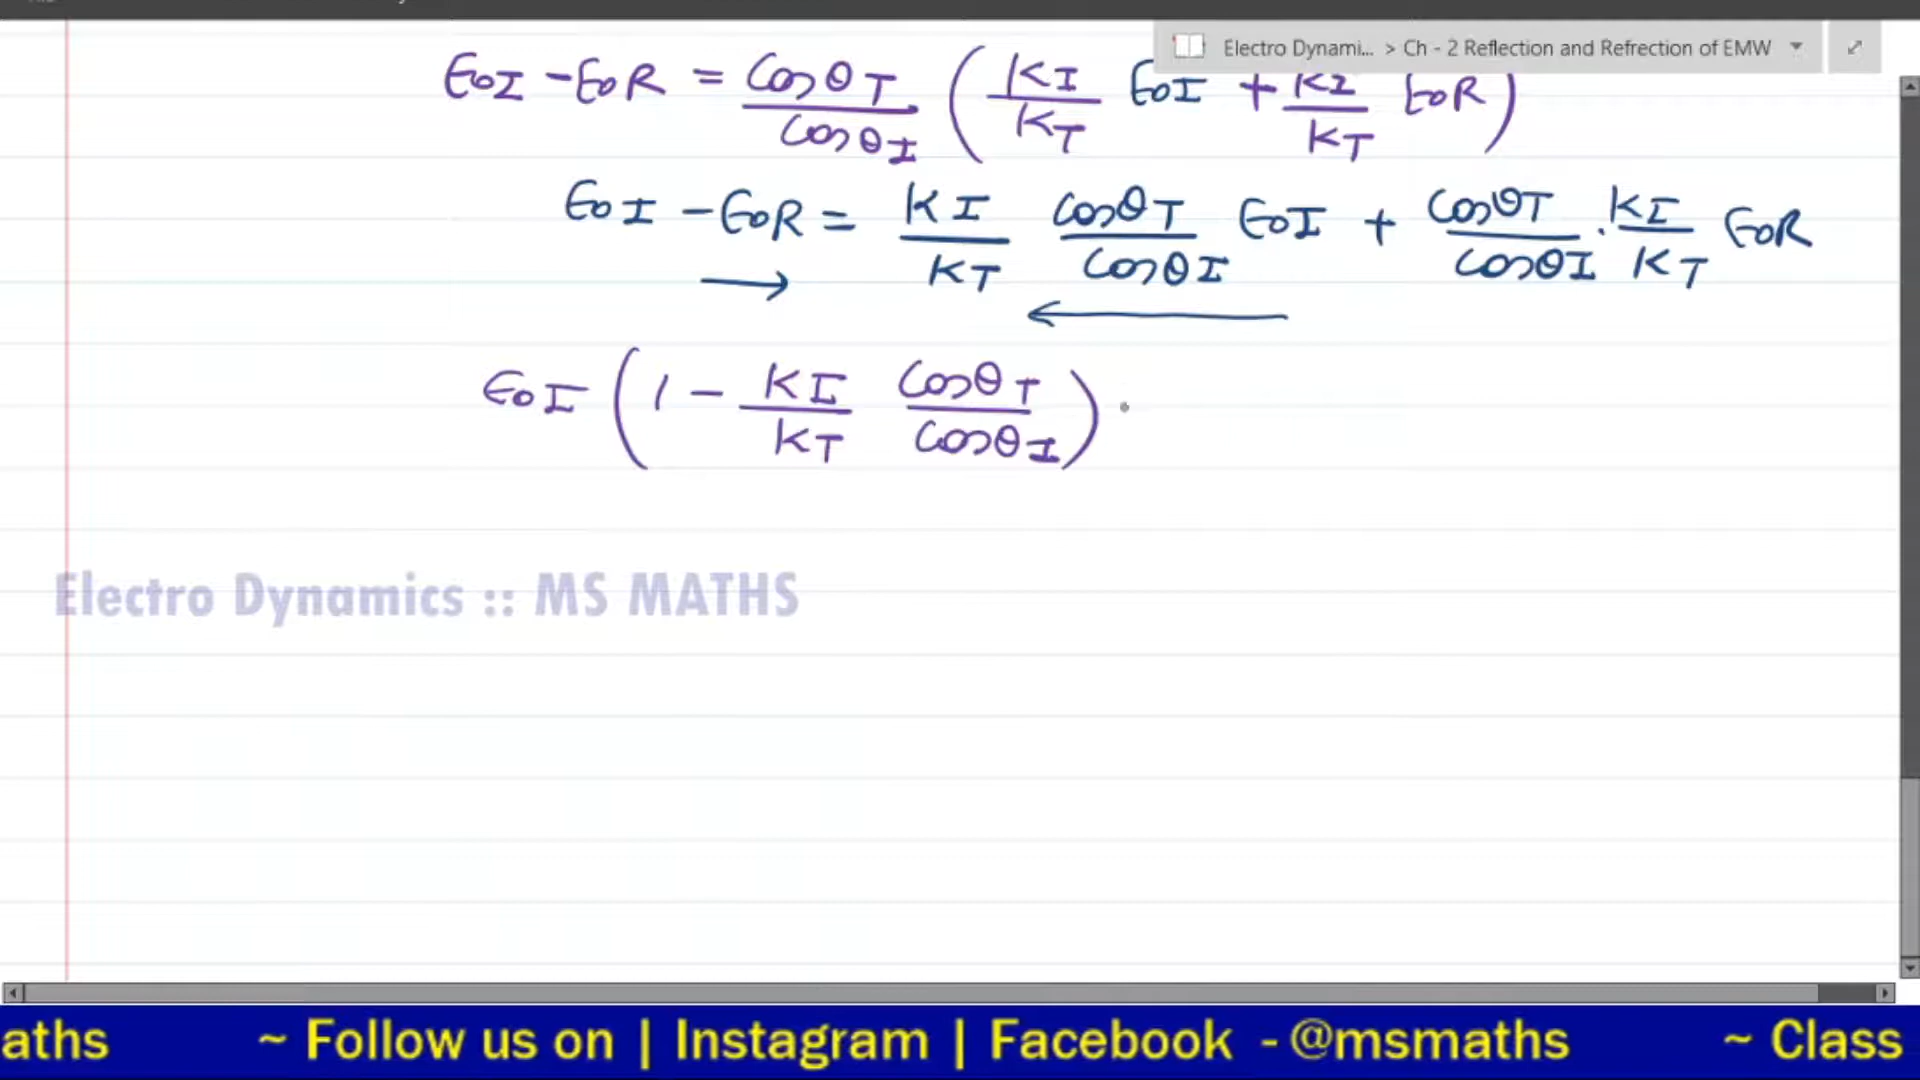 Electro Dynami... > Ch - 2 Reflection and Refrection of EMW
E₀I - E₀R = CosθT/CosθI ( KI/KT E₀I + KI/KT E₀R )
E₀I - E₀R = KI/KT CosθT/CosθI E₀I + CosθT/CosθI · KI/KT E₀R
E₀I ( 1 - KI/KT CosθT/CosθI )
Electro Dynamics :: MS MATHS
aths ~ Follow us on | Instagram | Facebook - @msmaths ~ Class